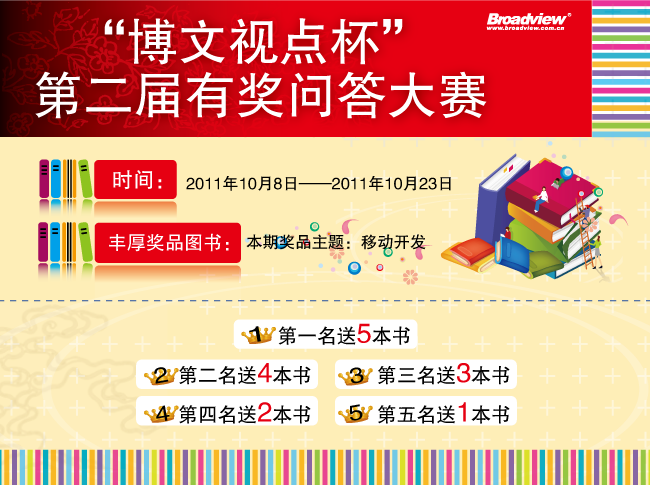 Broadview®
www.broadview.com.cn
“博文视点杯”
第二届有奖问答大赛
时间：
2011年10月8日——2011年10月23日
丰厚奖品图书：
本期奖品主题：移动开发
1 第一名送5本书
2 第二名送4本书
3 第三名送3本书
4 第四名送2本书
5 第五名送1本书